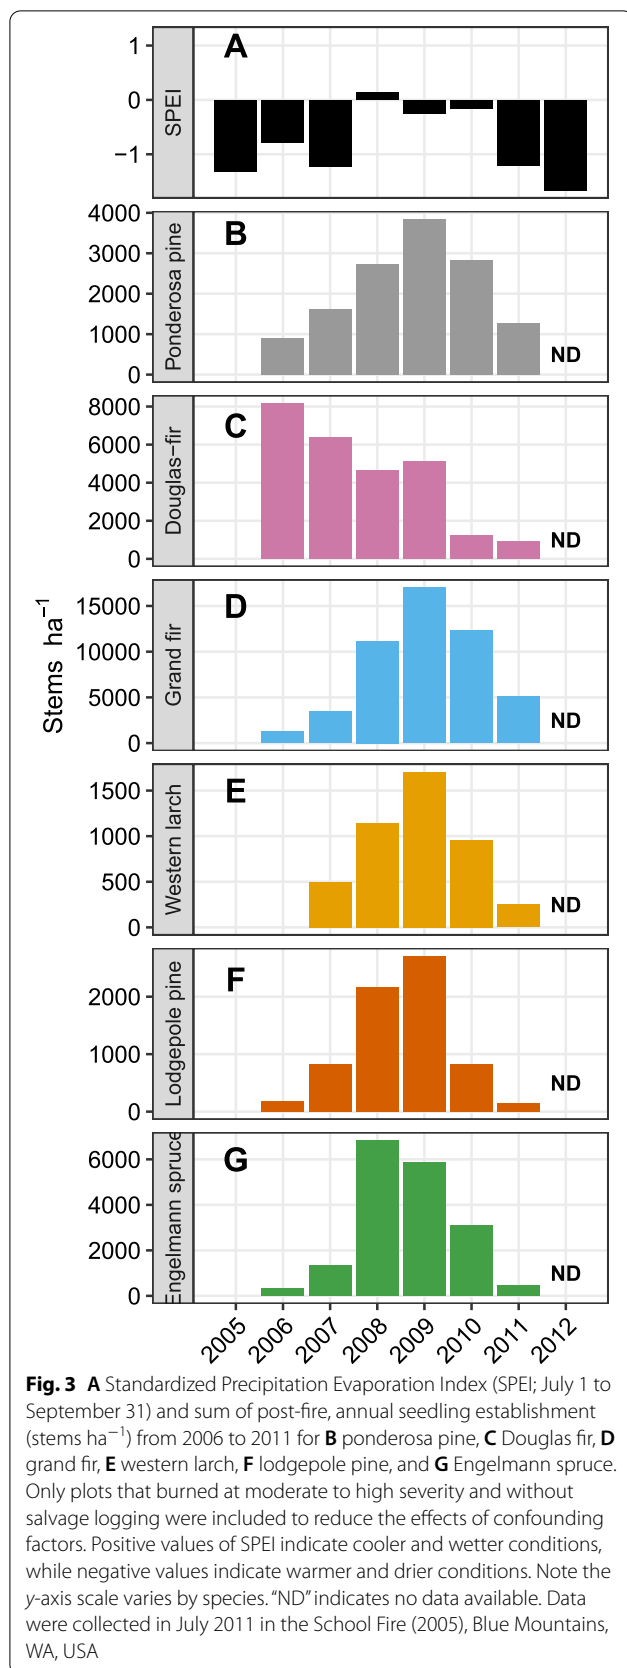 A
SPEI
1
0
−1
B
Ponderosa pine
4000
3000
2000
1000
0
ND
C
Douglas−fir
8000
6000
4000
2000
0
ND
Stems ha−1
D
Grand fir
15000
10000
5000
0
ND
E
Western larch
1500
1000
500
0
ND
F
Lodgepole pine
2000
1000
0
ND
G
Engelmann spruce
6000
4000
2000
0
ND
2005 2006 2007 2008 2009 2010 2011 2012
Fig. 3 A Standardized Precipitation Evaporation Index (SPEI; July 1 to
September 31) and sum of post-fire, annual seedling establishment
(stems ha−1) from 2006 to 2011 for B ponderosa pine, C Douglas fir, D
grand fir, E western larch, F lodgepole pine, and G Engelmann spruce.
Only plots that burned at moderate to high severity and without
salvage logging were included to reduce the effects of confounding
factors. Positive values of SPEI indicate cooler and wetter conditions,
while negative values indicate warmer and drier conditions. Note the
y-axis scale varies by species. “ND” indicates no data available. Data
were collected in July 2011 in the School Fire (2005), Blue Mountains,
WA, USA